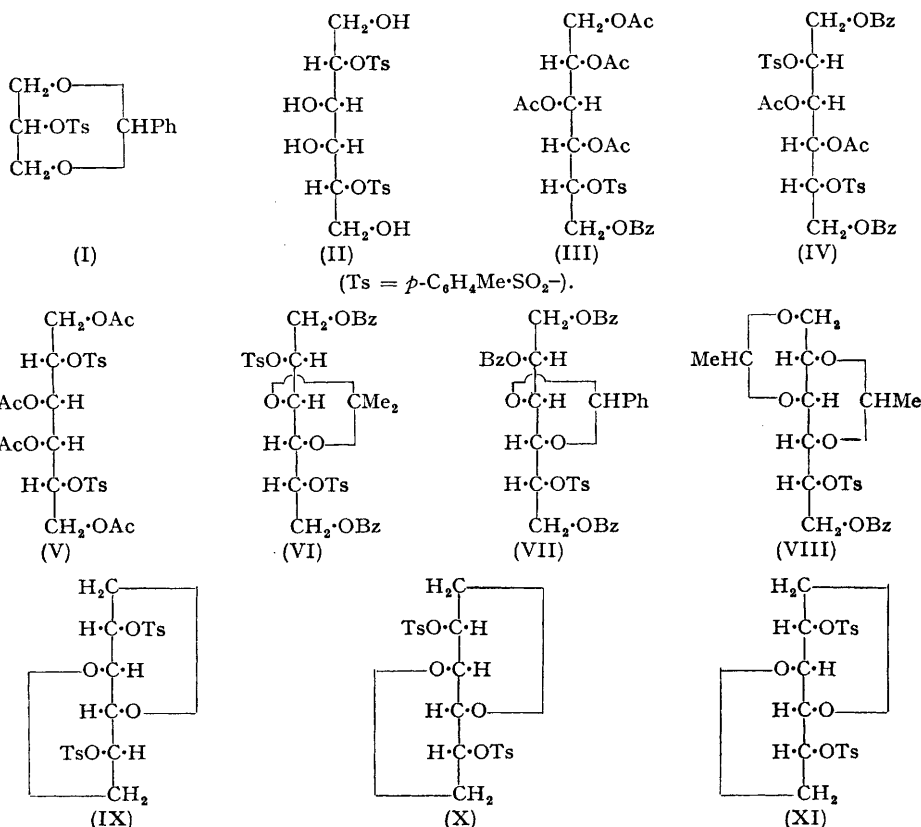 CH₂·O
CH·OTs CHPh
CH₂·O
(I)
CH₂·OH
H·C·OTs
HO·C·H
HO·C·H
H·C·OTs
CH₂·OH
(II)
CH₂·OAc
H·C·OAc
AcO·C·H
H·C·OAc
H·C·OTs
CH₂·OBz
(III)
CH₂·OBz
TsO·C·H
AcO·C·H
H·C·OAc
H·C·OTs
CH₂·OBz
(IV)
(Ts = p-C₆H₄Me·SO₂–).
CH₂·OAc
H·C·OTs
AcO·C·H
AcO·C·H
H·C·OTs
CH₂·OAc
(V)
CH₂·OBz
TsO·C·H
O·C·H CMe₂
H·C·O
H·C·OTs
CH₂·OBz
(VI)
CH₂·OBz
BzO·C·H
O·C·H CHPh
H·C·O
H·C·OTs
CH₂·OBz
(VII)
O·CH₂
MeHC H·C·O
O·C·H CHMe
H·C·O
H·C·OTs
CH₂·OBz
(VIII)
H₂C
H·C·OTs
O·C·H
H·C·O
TsO·C·H
CH₂
(IX)
H₂C
TsO·C·H
O·C·H
H·C·O
H·C·OTs
CH₂
(X)
H₂C
H·C·OTs
O·C·H
H·C·O
H·C·OTs
CH₂
(XI)